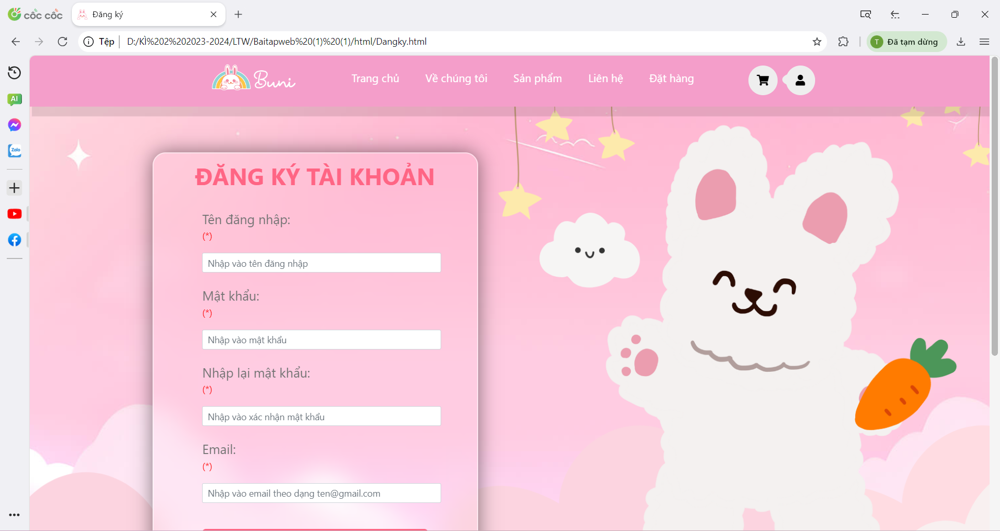 cốc cốc
Đăng ký
Tệp
D:/KÌ%202%202023-2024/LTW/Baitapweb%20(1)%20(1)/html/Dangky.html
T
Đã tạm dừng
AI
Zalo
Buni
Trang chủ
Về chúng tôi
Sản phẩm
Liên hệ
Đặt hàng
ĐĂNG KÝ TÀI KHOẢN
Tên đăng nhập:
(*)
Nhập vào tên đăng nhập
Mật khẩu:
(*)
Nhập vào mật khẩu
Nhập lại mật khẩu:
(*)
Nhập vào xác nhận mật khẩu
Email:
(*)
Nhập vào email theo dạng ten@gmail.com